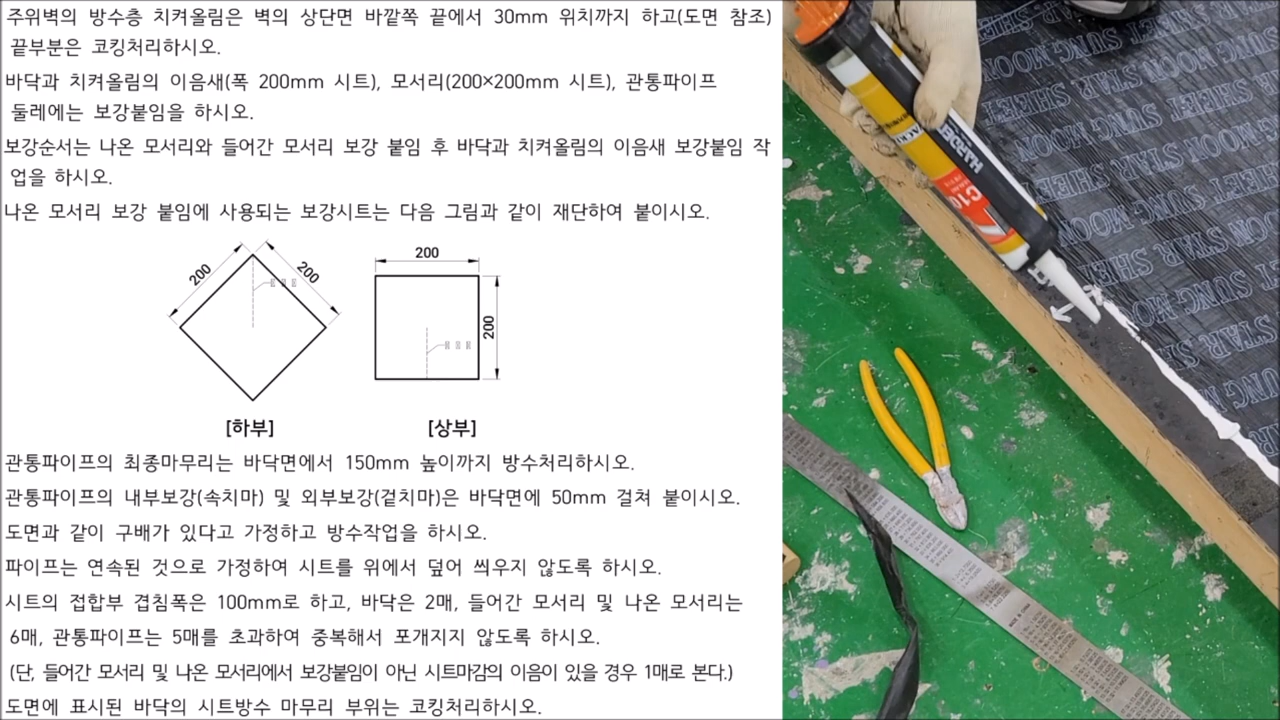 주위벽의 방수층 치켜올림은 벽의 상단면 바깥쪽 끝에서 30mm 위치까지 하고(도면 참조)
끝부분은 코킹처리하시오.
바닥과 치켜올림의 이음새(폭 200mm 시트), 모서리(200×200mm 시트), 관통파이프
둘레에는 보강붙임을 하시오.
보강순서는 나온 모서리와 들어간 모서리 보강 붙임 후 바닥과 치켜올림의 이음새 보강붙임 작
업을 하시오.
나온 모서리 보강 붙임에 사용되는 보강시트는 다음 그림과 같이 재단하여 붙이시오.
200 200
200
200
[하부] [상부]
관통파이프의 최종마무리는 바닥면에서 150mm 높이까지 방수처리하시오.
관통파이프의 내부보강(속치마) 및 외부보강(겉치마)은 바닥면에 50mm 걸쳐 붙이시오.
도면과 같이 구배가 있다고 가정하고 방수작업을 하시오.
파이프는 연속된 것으로 가정하여 시트를 위에서 덮어 씌우지 않도록 하시오.
시트의 접합부 겹침폭은 100mm로 하고, 바닥은 2매, 들어간 모서리 및 나온 모서리는
6매, 관통파이프는 5매를 초과하여 중복해서 포개지지 않도록 하시오.
(단, 들어간 모서리 및 나온 모서리에서 보강붙임이 아닌 시트마감의 이음이 있을 경우 1매로 본다.)
도면에 표시된 바닥의 시트방수 마무리 부위는 코킹처리하시오.
SUNG MOON
STAR SHEET
SUNG MOON
STAR SHEET